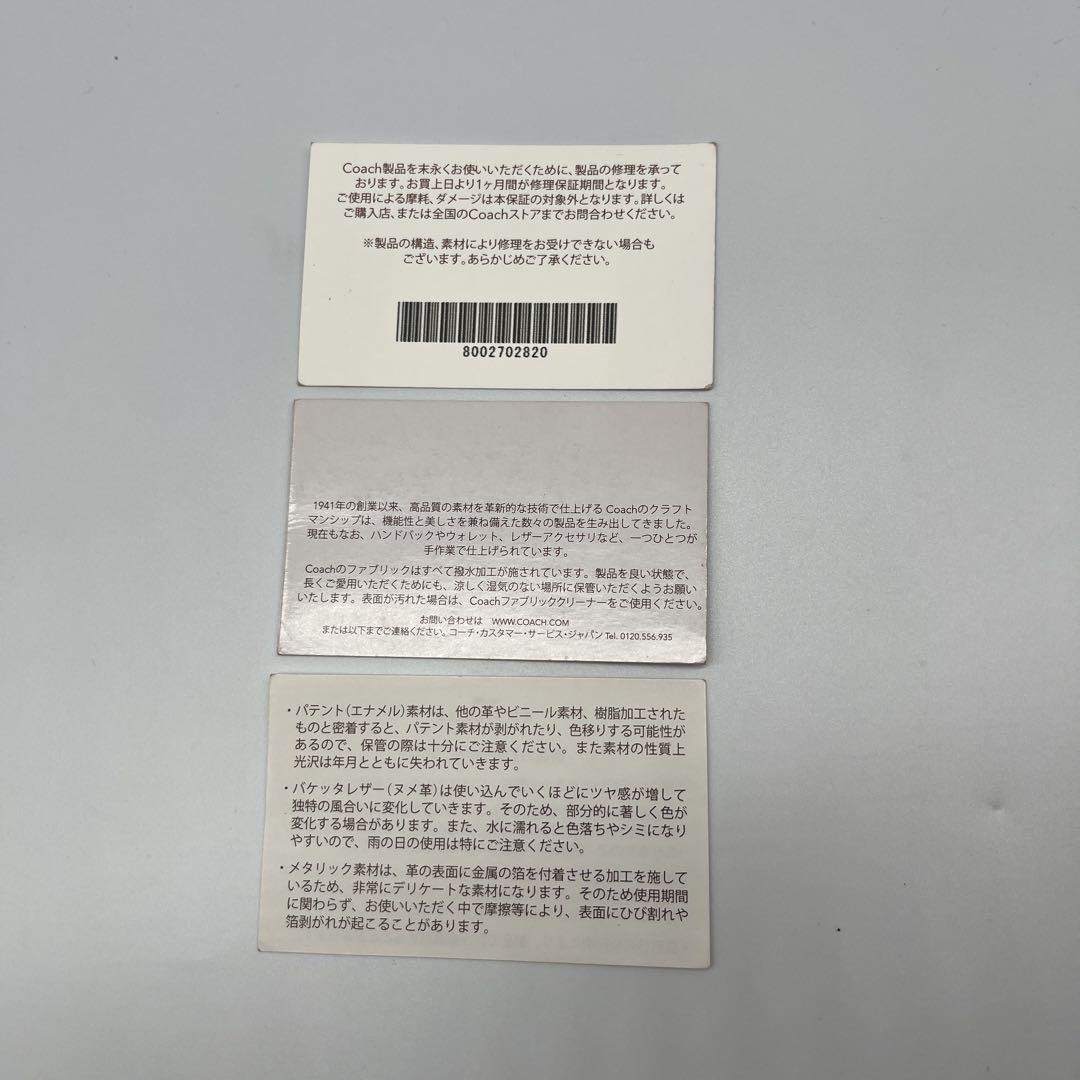 Coach製品を末永くお使いいただくために、製品の修理を承って
おります。お買上日より1ヶ月間が修理保証期間となります。
ご使用による摩耗、ダメージは本保証の対象外となります。詳しくは
ご購入店、または全国のCoachストアまでお問合わせください。
※製品の構造、素材により修理をお受けできない場合も
ございます。あらかじめご了承ください。
8002702820
1941年の創業以来、高品質の素材を革新的な技術で仕上げる Coachのクラフト
マンシップは、機能性と美しさを兼ね備えた数々の製品を生み出してきました。
現在もなお、ハンドバックやウォレット、レザーアクセサリなど、一つひとつが
手作業で仕上げられています。
Coachのファブリックはすべて撥水加工が施されています。製品を良い状態で、
長くご愛用いただくためにも、涼しく湿気のない場所に保管いただくようお願い
いたします。表面が汚れた場合は、Coachファブリッククリーナーをご使用ください。
お問い合わせは WWW.COACH.COM
または以下までご連絡ください。コーチ・カスタマー・サービス・ジャパン Tel. 0120.556.935
・パテント（エナメル）素材は、他の革やビニール素材、樹脂加工された
ものと密着すると、パテント素材が剥がれたり、色移りする可能性が
あるので、保管の際は十分にご注意ください。また素材の性質上
光沢は年月とともに失われていきます。
・バケッタレザー（ヌメ革）は使い込んでいくほどにツヤ感が増して
独特の風合いに変化していきます。そのため、部分的に著しく色が
変化する場合があります。また、水に濡れると色落ちやシミになり
やすいので、雨の日の使用は特にご注意ください。
・メタリック素材は、革の表面に金属の箔を付着させる加工を施して
いるため、非常にデリケートな素材になります。そのため使用期間
に関わらず、お使いいただく中で摩擦等により、表面にひび割れや
箔剥がれが起こることがあります。